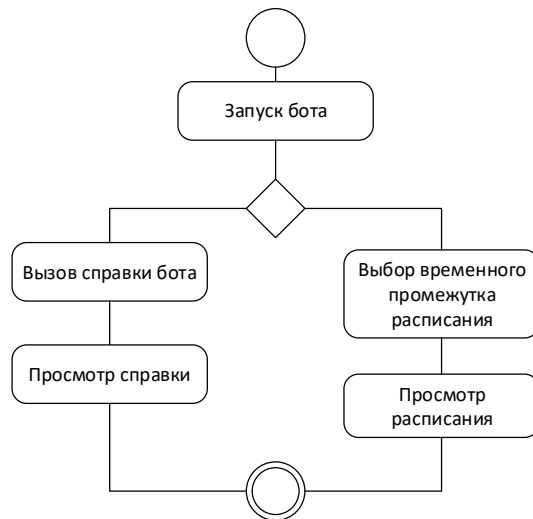 Запуск бота
Вызов справки бота
Просмотр справки
Выбор временного
промежутка
расписания
Просмотр
расписания